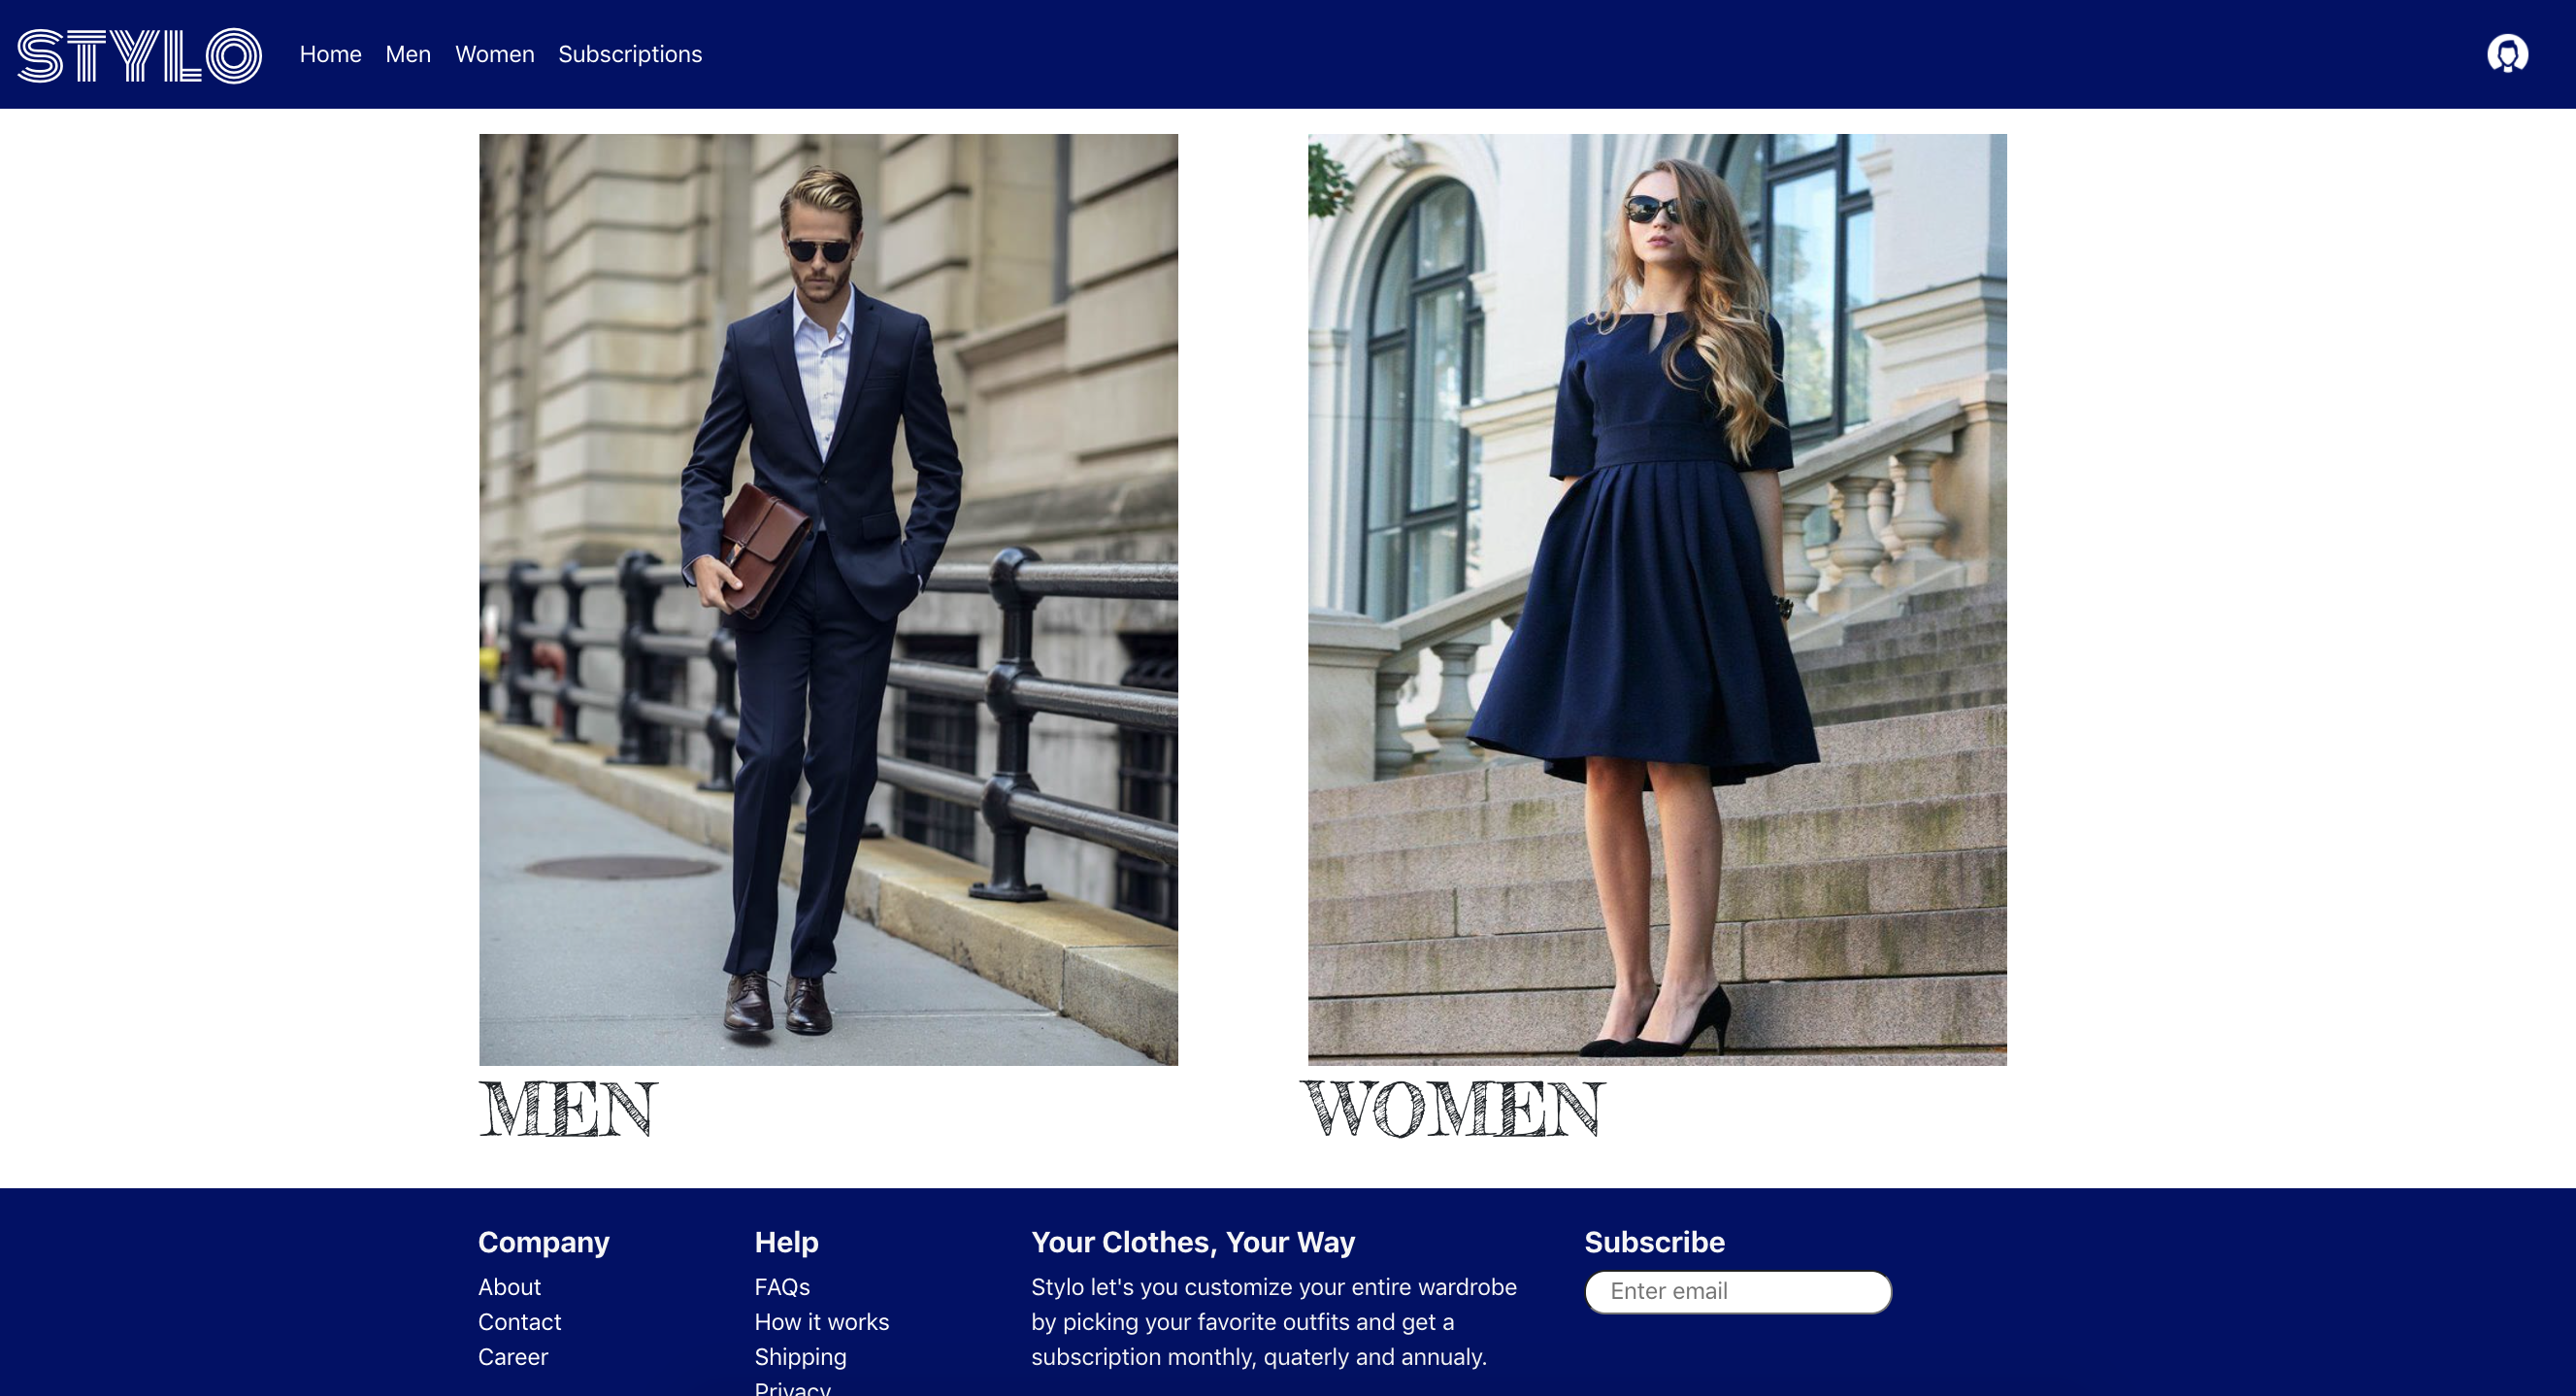 STYLO
Home
Men
Women
Subscriptions
MEN
WOMEN
Company
About
Contact
Career
Help
FAQs
How it works
Shipping
Privacy
Your Clothes, Your Way
Stylo let's you customize your entire wardrobe
by picking your favorite outfits and get a
subscription monthly, quaterly and annualy.
Subscribe
Enter email